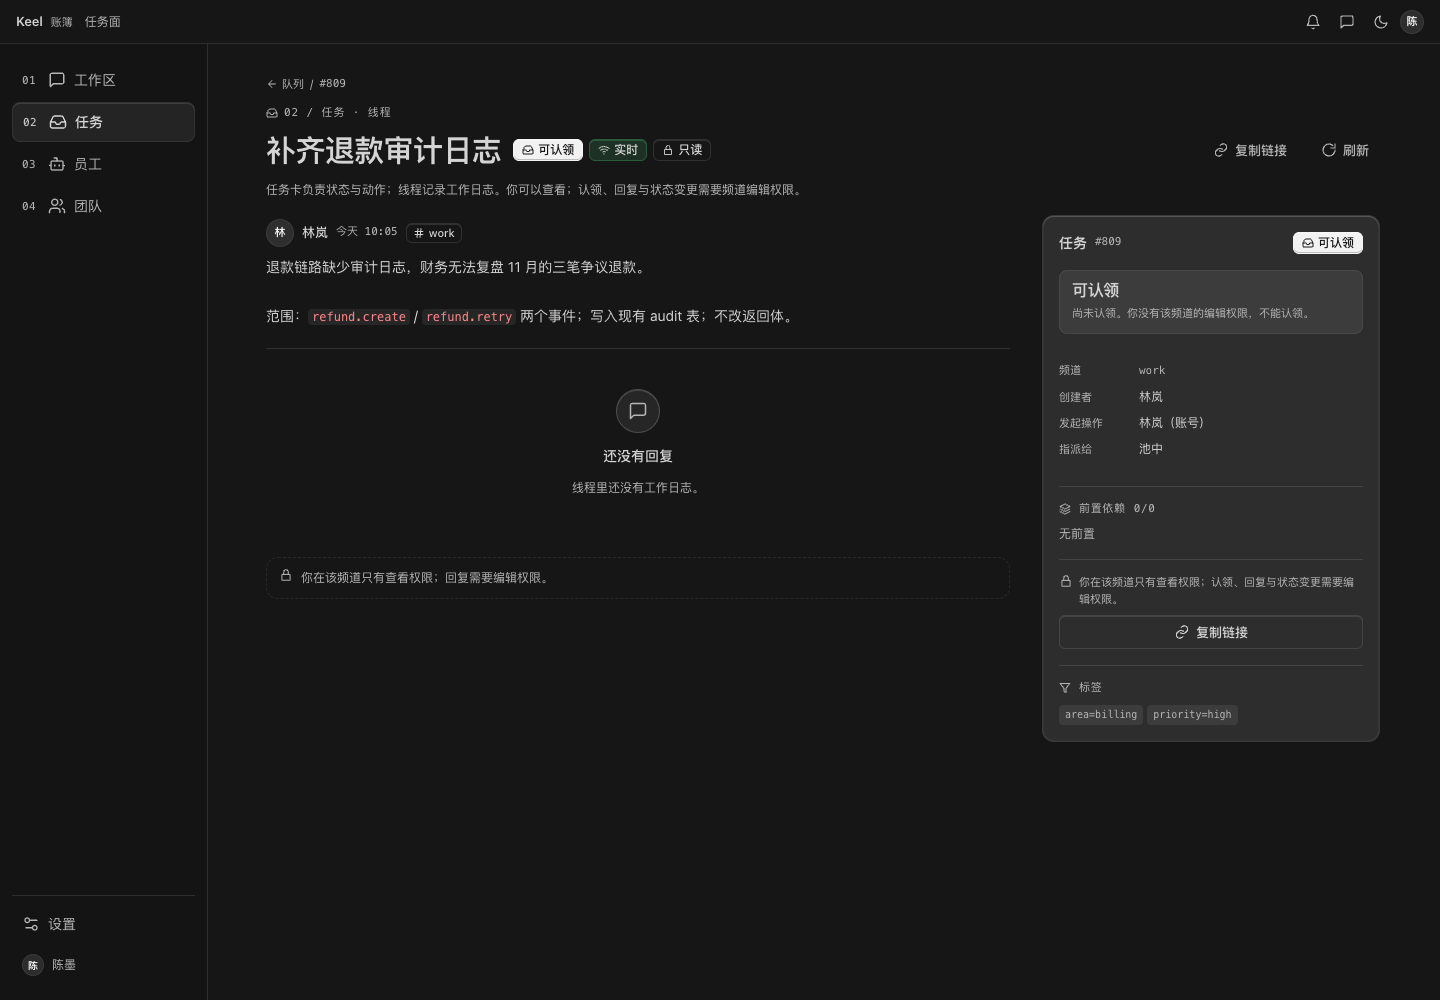 Keel 账簿 任务面
陈
01 工作区
02 任务
03 员工
04 团队
设置
陈 陈墨
← 队列 / #809
02 / 任务 · 线程
补齐退款审计日志 可认领 实时 只读
复制链接 刷新
任务卡负责状态与动作；线程记录工作日志。你可以查看；认领、回复与状态变更需要频道编辑权限。
林 林岚 今天 10:05 # work
退款链路缺少审计日志，财务无法复盘 11 月的三笔争议退款。
范围：refund.create / refund.retry 两个事件；写入现有 audit 表；不改返回体。
还没有回复
线程里还没有工作日志。
你在该频道只有查看权限；回复需要编辑权限。
任务 #809 可认领
可认领
尚未认领。你没有该频道的编辑权限，不能认领。
频道 work
创建者 林岚
发起操作 林岚（账号）
指派给 池中
前置依赖 0/0
无前置
你在该频道只有查看权限；认领、回复与状态变更需要编
辑权限。
复制链接
标签
area=billing priority=high